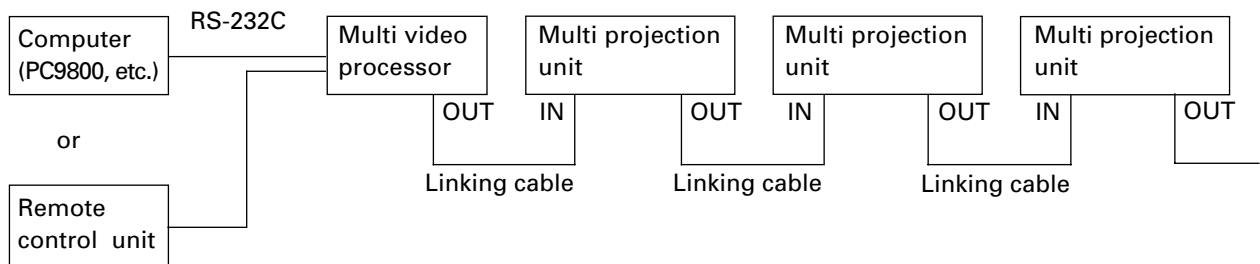 RS-232C
Computer
(PC9800, etc.)
Multi video
processor
Multi projection
unit
Multi projection
unit
Multi projection
unit
OUT
IN
OUT
IN
OUT
IN
OUT
or
Linking cable
Linking cable
Linking cable
Remote
control unit